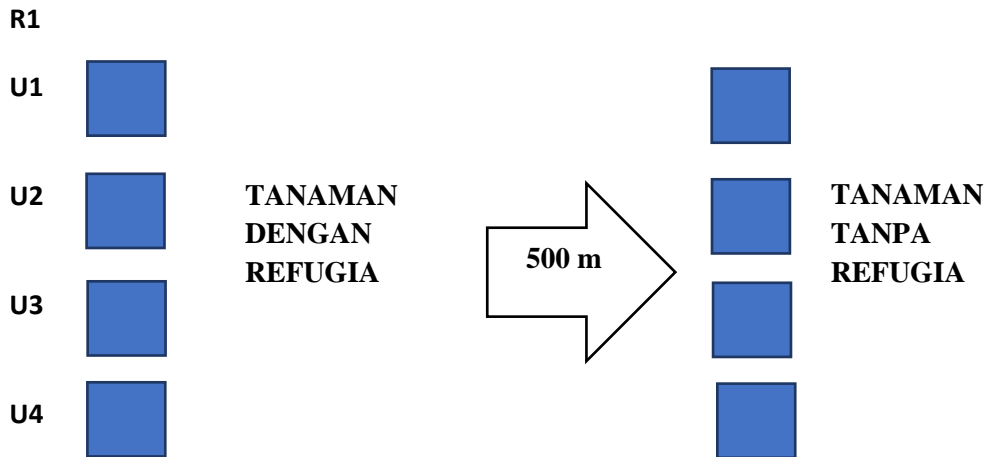 R1
U1
U2
TANAMAN
DENGAN
REFUGIA
500 m
TANAMAN
TANPA
REFUGIA
U3
U4